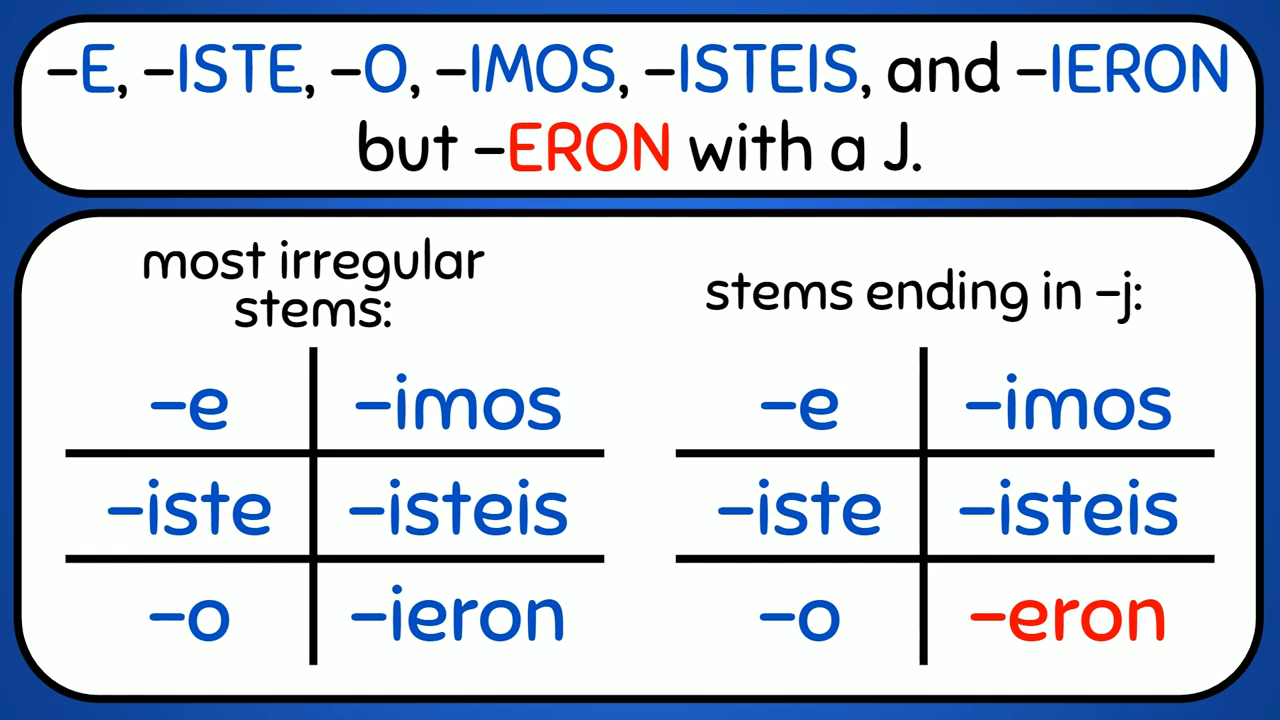 –E, –ISTE, –O, –IMOS, –ISTEIS, and –IERON
but –ERON with a J.
most irregular
stems:
–e –imos
–iste –isteis
–o –ieron
stems ending in –j:
–e –imos
–iste –isteis
–o –eron